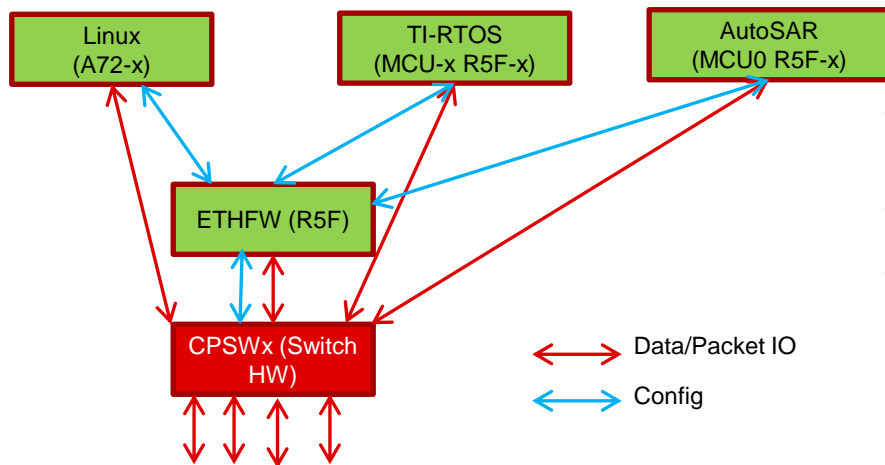 Linux
(A72-x)
TI-RTOS
(MCU-x R5F-x)
AutoSAR
(MCU0 R5F-x)
ETHFW (R5F)
CPSWx (Switch
HW)
Data/Packet IO
Config